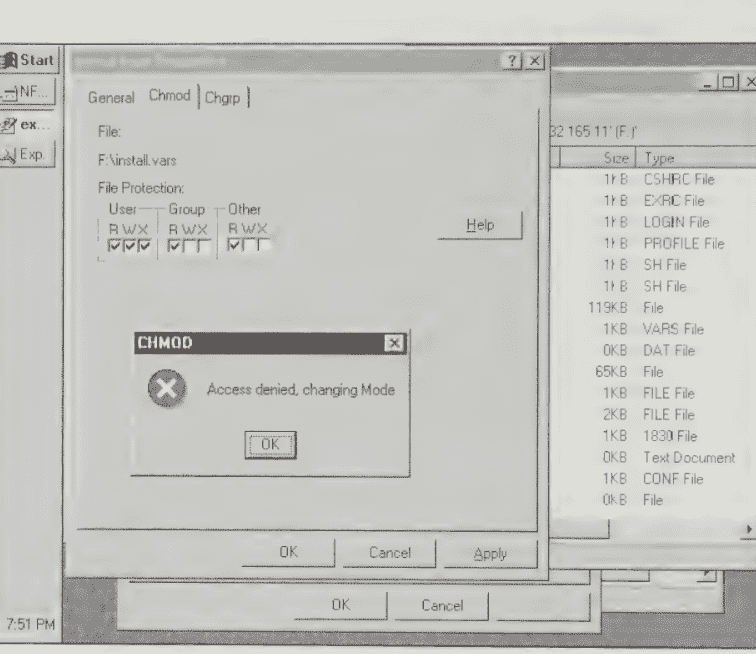 Start
NF...
ex...
Exp.
7:51 PM
General Chmod Chgrp
File:
F:\install.vars
File Protection:
User Group Other
R W X R W X R W X
Help
CHMOD
Access denied, changing Mode
OK
OK Cancel Apply
OK Cancel
32 165 11' (F:)'
Size Type
1KB CSHRC File
1KB EXRC File
1KB LOGIN File
1KB PROFILE File
1KB SH File
1KB SH File
119KB File
1KB VARS File
0KB DAT File
65KB File
1KB FILE File
2KB FILE File
1KB 1830 File
0KB Text Document
1KB CONF File
0KB File